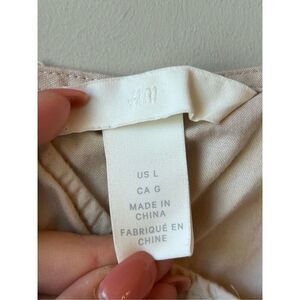 H&M
US L
CA G
MADE IN
CHINA
FABRIQUÉ EN
CHINE